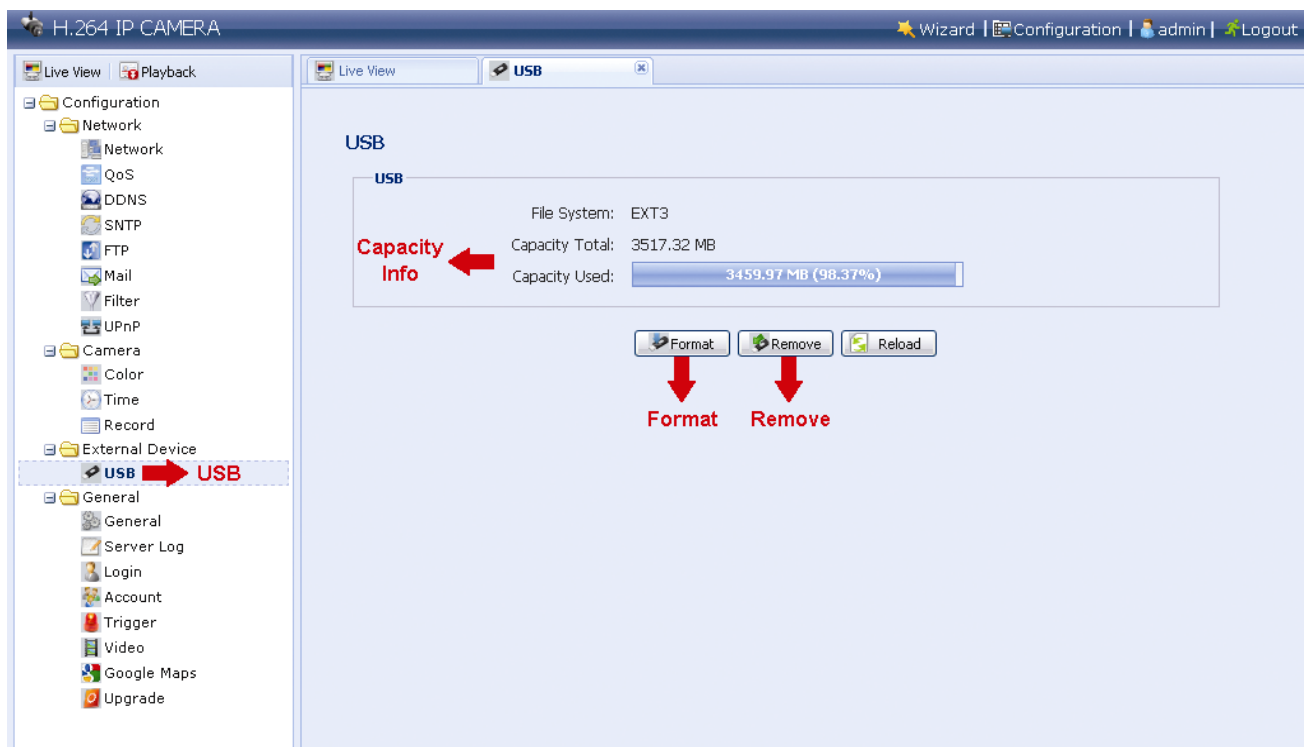 H.264 IP CAMERA
Wizard | Configuration | admin | Logout
Live View
Playback
Configuration
Network
Network
QoS
DDNS
SNTP
FTP
Mail
Filter
UPnP
Camera
Color
Time
Record
External Device
USB
USB
General
General
Server Log
Login
Account
Trigger
Video
Google Maps
Upgrade
Live View
USB
USB
USB
File System: EXT3
Capacity Total: 3517.32 MB
Capacity Used: 3459.97 MB (98.37%)
Capacity
Info
Format
Remove
Reload
Format
Remove